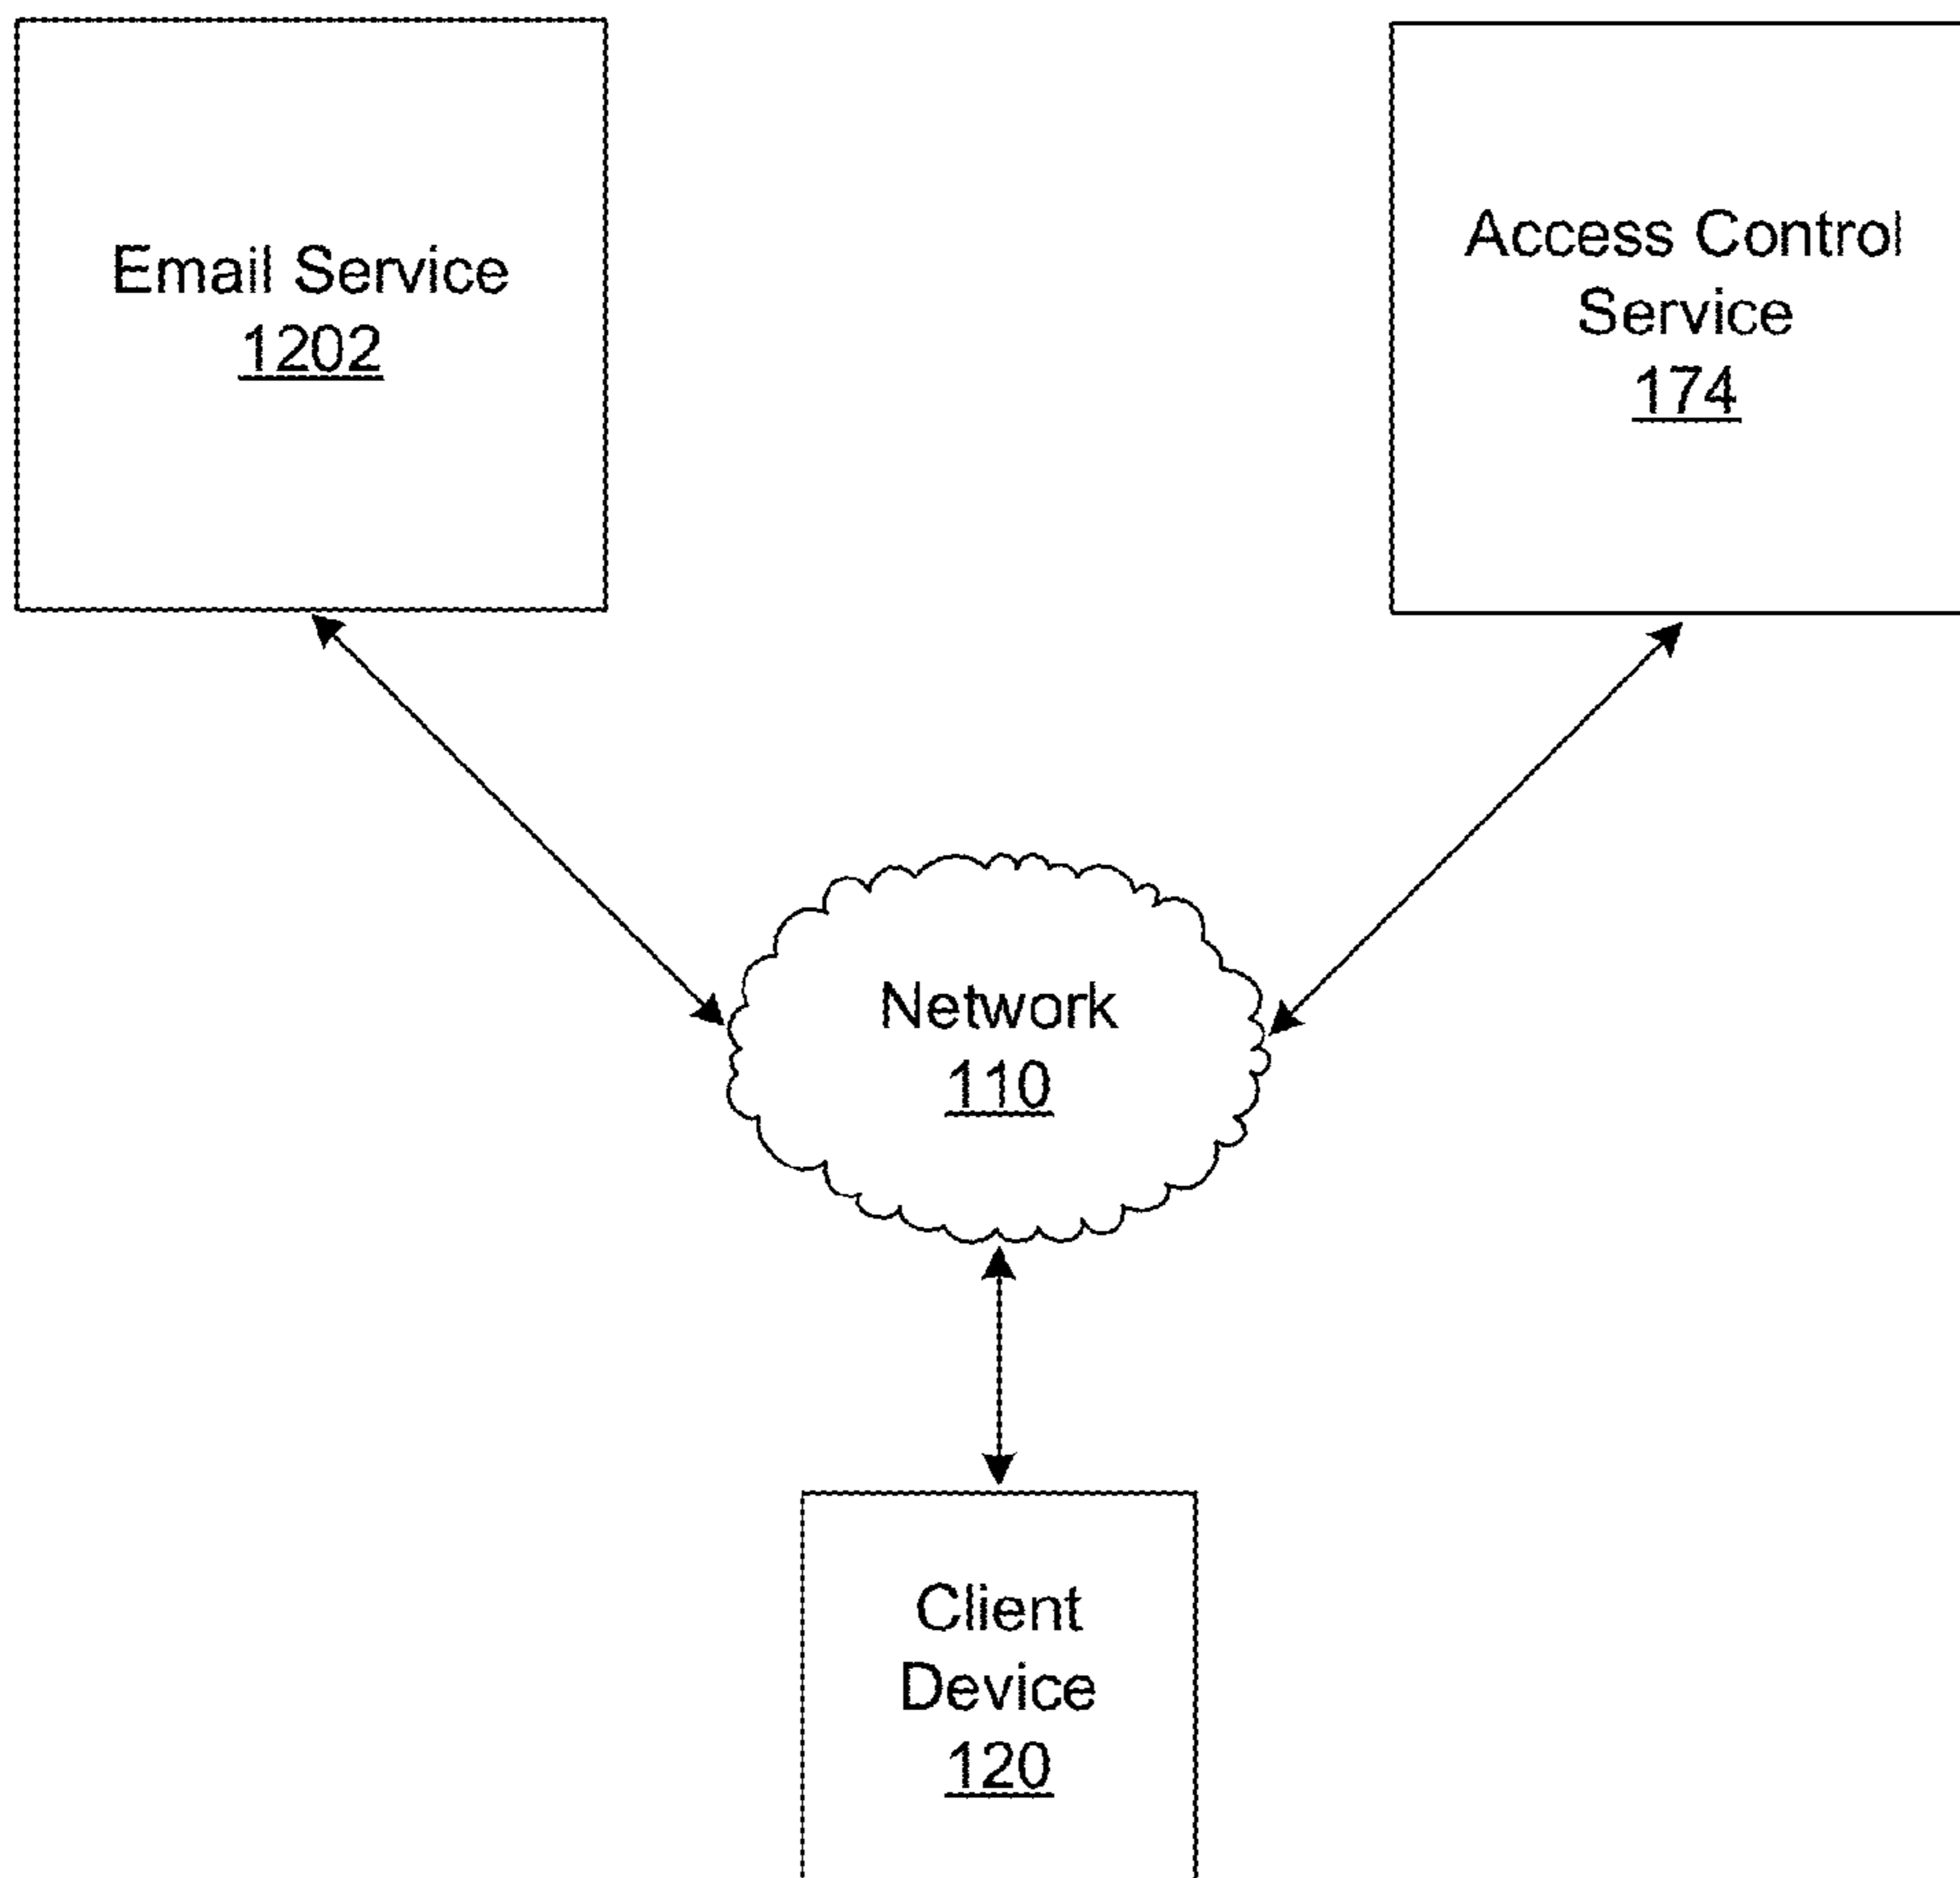 Email Service
1202
Access Control
Service
174
Network
110
Client
Device
120